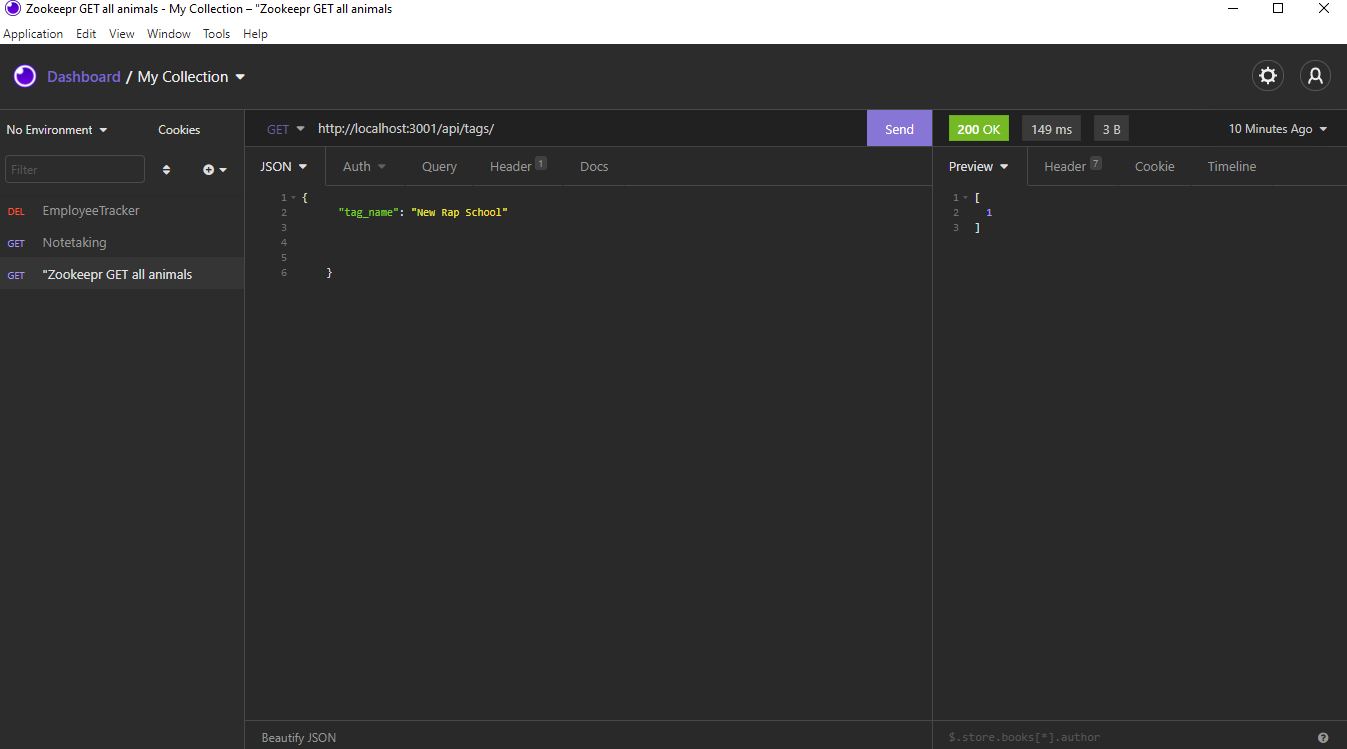 Zookeepr GET all animals - My Collection – "Zookeepr GET all animals
Application Edit View Window Tools Help
Dashboard / My Collection
No Environment Cookies
GET http://localhost:3001/api/tags/ Send
200 OK 149 ms 3 B 10 Minutes Ago
Filter
JSON Auth Query Header 1 Docs
Preview Header 7 Cookie Timeline
DEL EmployeeTracker
GET Notetaking
GET "Zookeepr GET all animals
1 {
2 "tag_name": "New Rap School"
3
4
5
6 }
1 [
2 1
3 ]
Beautify JSON
$.store.books[*].author